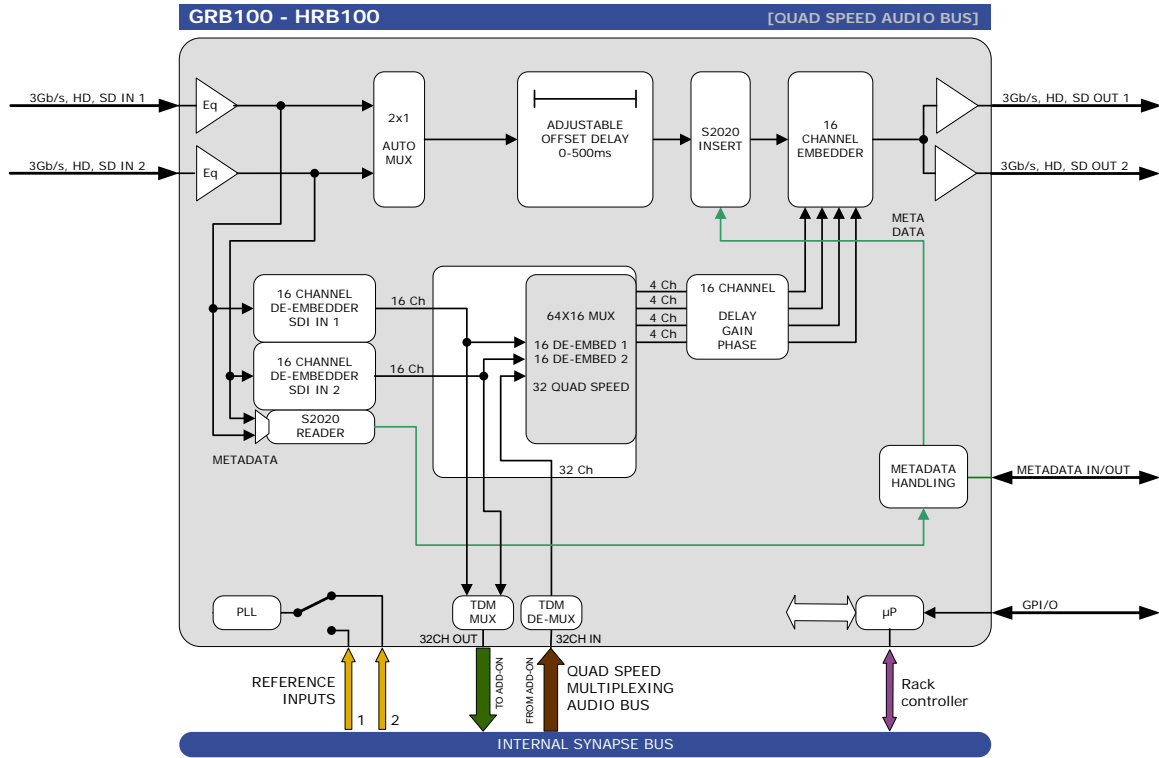 GRB100 - HRB100
[QUAD SPEED AUDIO BUS]
3Gb/s, HD, SD IN 1
Eq
2x1
AUTO
MUX
ADJUSTABLE
OFFSET DELAY
0-500ms
S2020
INSERT
16
CHANNEL
EMBEDDER
3Gb/s, HD, SD OUT 1
3Gb/s, HD, SD IN 2
Eq
3Gb/s, HD, SD OUT 2
META
DATA
16 CHANNEL
DE-EMBEDDER
SDI IN 1
16 Ch
16 CHANNEL
DE-EMBEDDER
SDI IN 2
16 Ch
S2020
READER
METADATA
64X16 MUX
16 DE-EMBED 1
16 DE-EMBED 2
32 QUAD SPEED
32 Ch
4 Ch
4 Ch
4 Ch
4 Ch
16 CHANNEL
DELAY
GAIN
PHASE
METADADA
HANDLING
METADATA IN/OUT
PLL
TDM
MUX
TDM
DE-MUX
µP
GPI/O
32CH OUT
32CH IN
REFERENCE
INPUTS
1
2
TO ADD-ON
FROM ADD-ON
QUAD SPEED
MULTIPLEXING
AUDIO BUS
Rack
controller
INTERNAL SYNAPSE BUS